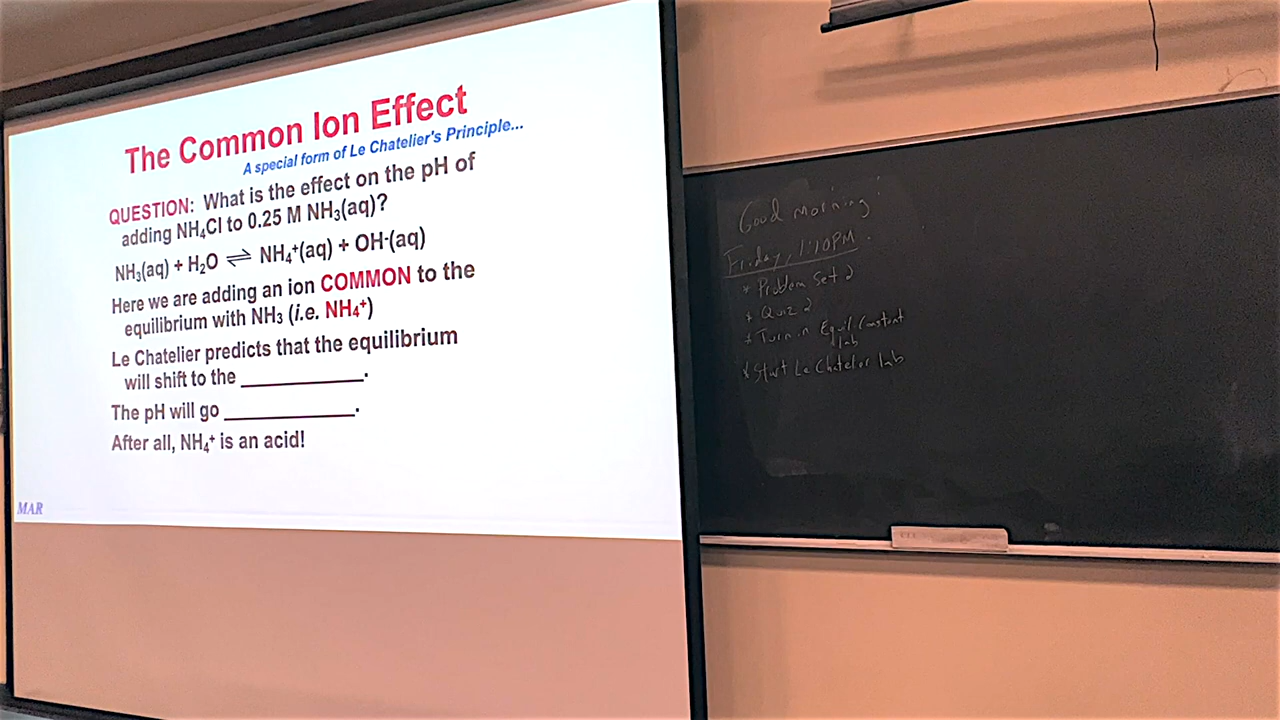 The Common Ion Effect
A special form of Le Chatelier's Principle...
QUESTION: What is the effect on the pH of
adding NH₄Cl to 0.25 M NH₃(aq)?
NH₃(aq) + H₂O ⇌ NH₄⁺(aq) + OH⁻(aq)
Here we are adding an ion COMMON to the
equilibrium with NH₃ (i.e. NH₄⁺)
Le Chatelier predicts that the equilibrium
will shift to the ____________.
The pH will go ____________.
After all, NH₄⁺ is an acid!
MAR
Good morning!
Friday, 1:10PM
* Problem Set 2
* Quiz 2
* Turn in Equil Constant
lab
* Start Le Chatelier lab